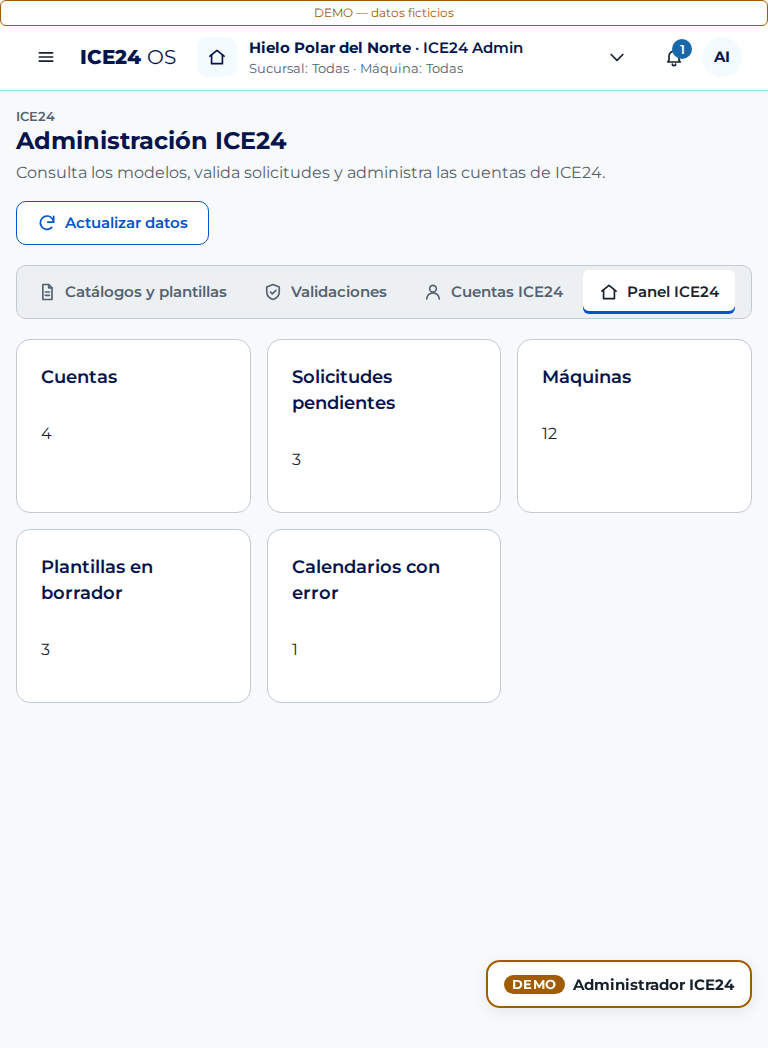 DEMO — datos ficticios
ICE24 OS
Hielo Polar del Norte · ICE24 Admin
Sucursal: Todas · Máquina: Todas
1
AI
ICE24
Administración ICE24
Consulta los modelos, valida solicitudes y administra las cuentas de ICE24.
Actualizar datos
Catálogos y plantillas
Validaciones
Cuentas ICE24
Panel ICE24
Cuentas
4
Solicitudes
pendientes
3
Máquinas
12
Plantillas en
borrador
3
Calendarios con
error
1
DEMO Administrador ICE24